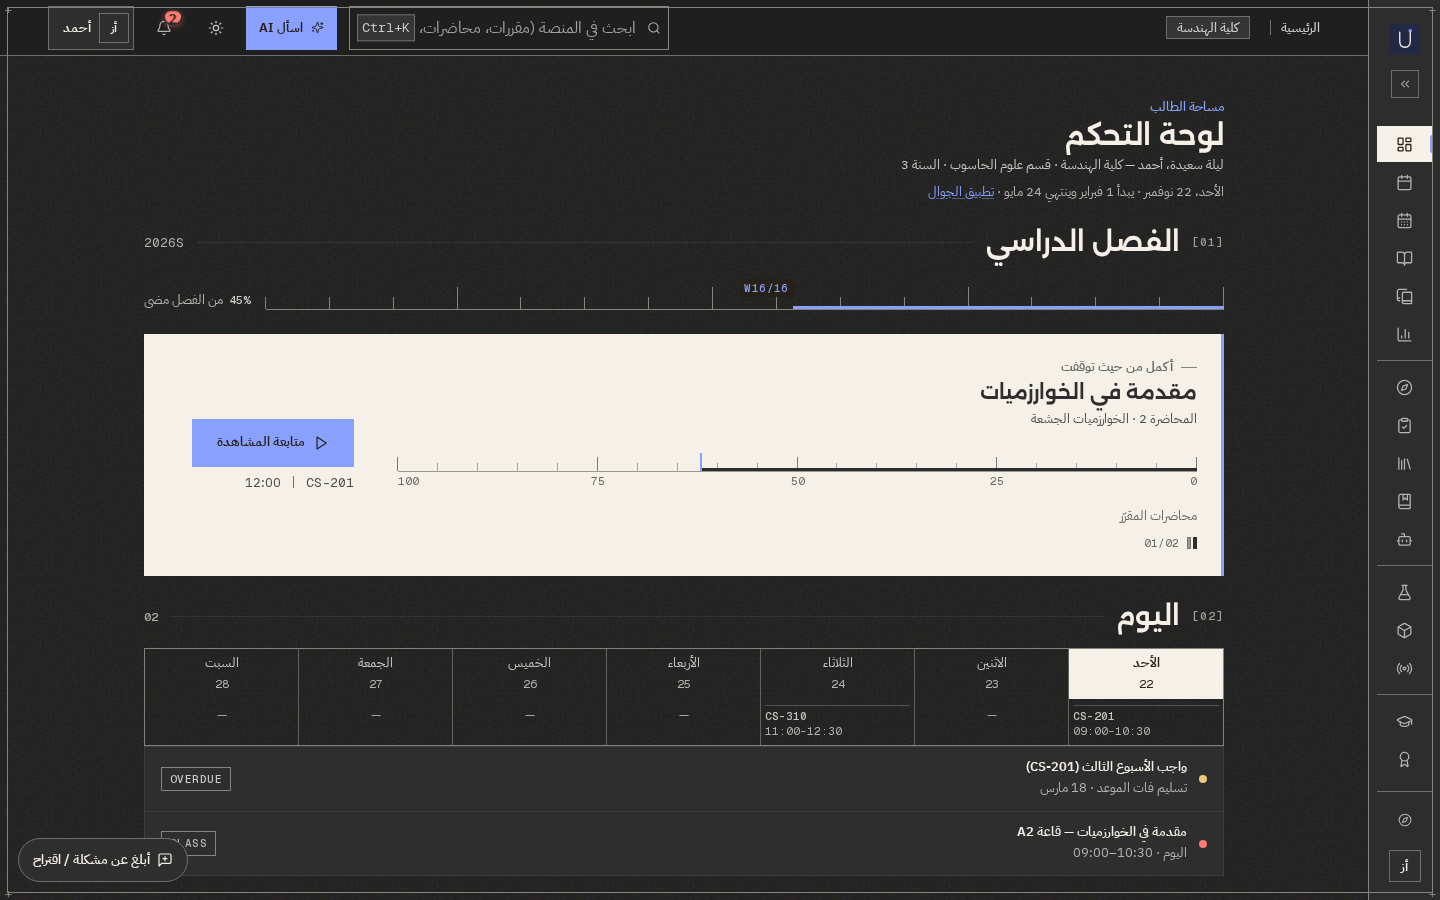 الرئيسية
كلية الهندسة
ابحث في المنصة (مقررات، محاضرات،
Ctrl+K
اسأل AI
2
أز
أحمد
U
مساحة الطالب
لوحة التحكم
ليلة سعيدة، أحمد — كلية الهندسة · قسم علوم الحاسوب · السنة 3
الأحد، 22 نوفمبر · يبدأ 1 فبراير وينتهي 24 مايو · تطبيق الجوال
[01] الفصل الدراسي
2026S
W16/16
45% من الفصل مضى
— أكمل من حيث توقفت
مقدمة في الخوارزميات
المحاضرة 2 · الخوارزميات الجشعة
متابعة المشاهدة
CS-201 | 12:00
0 25 50 75 100
محاضرات المقرّر
01/02
[02] اليوم
02
الأحد الاثنين الثلاثاء الأربعاء الخميس الجمعة السبت
22 23 24 25 26 27 28
CS-201 — CS-310 — — — —
09:00-10:30 11:00-12:30
واجب الأسبوع الثالث (CS-201)
تسليم فات الموعد · 18 مارس
OVERDUE
مقدمة في الخوارزميات — قاعة A2
اليوم · 09:00–10:30
LASS
أبلغ عن مشكلة / اقتراح
أز